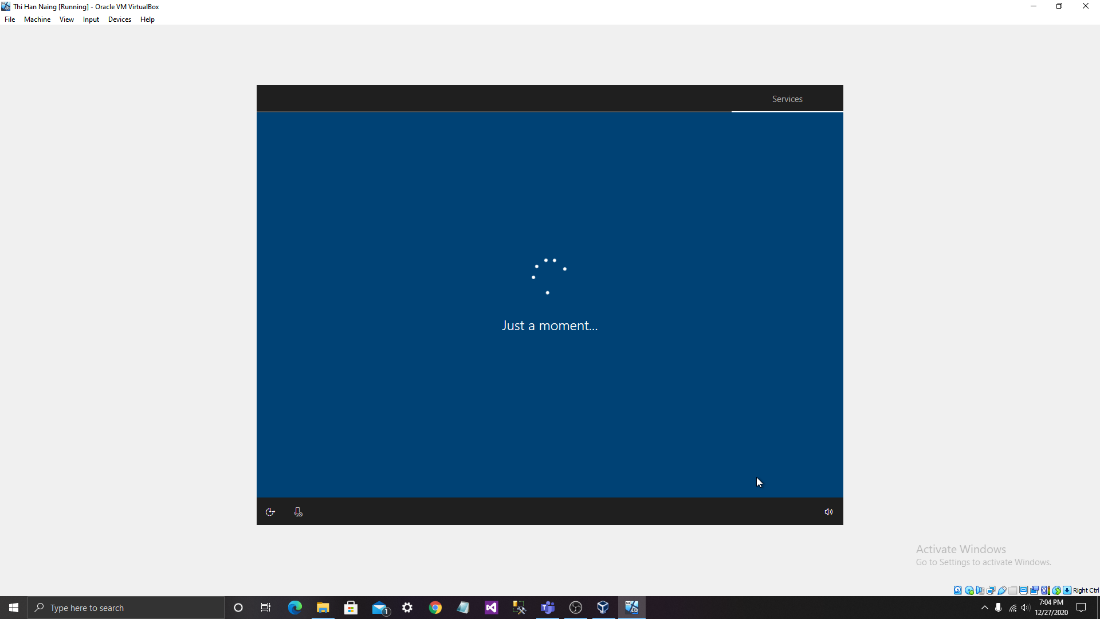 Thi Han Naing [Running] - Oracle VM VirtualBox
File Machine View Input Devices Help
Services
Just a moment...
Activate Windows
Go to Settings to activate Windows.
Right Ctrl
Type here to search
1
7:04 PM
12/27/2020